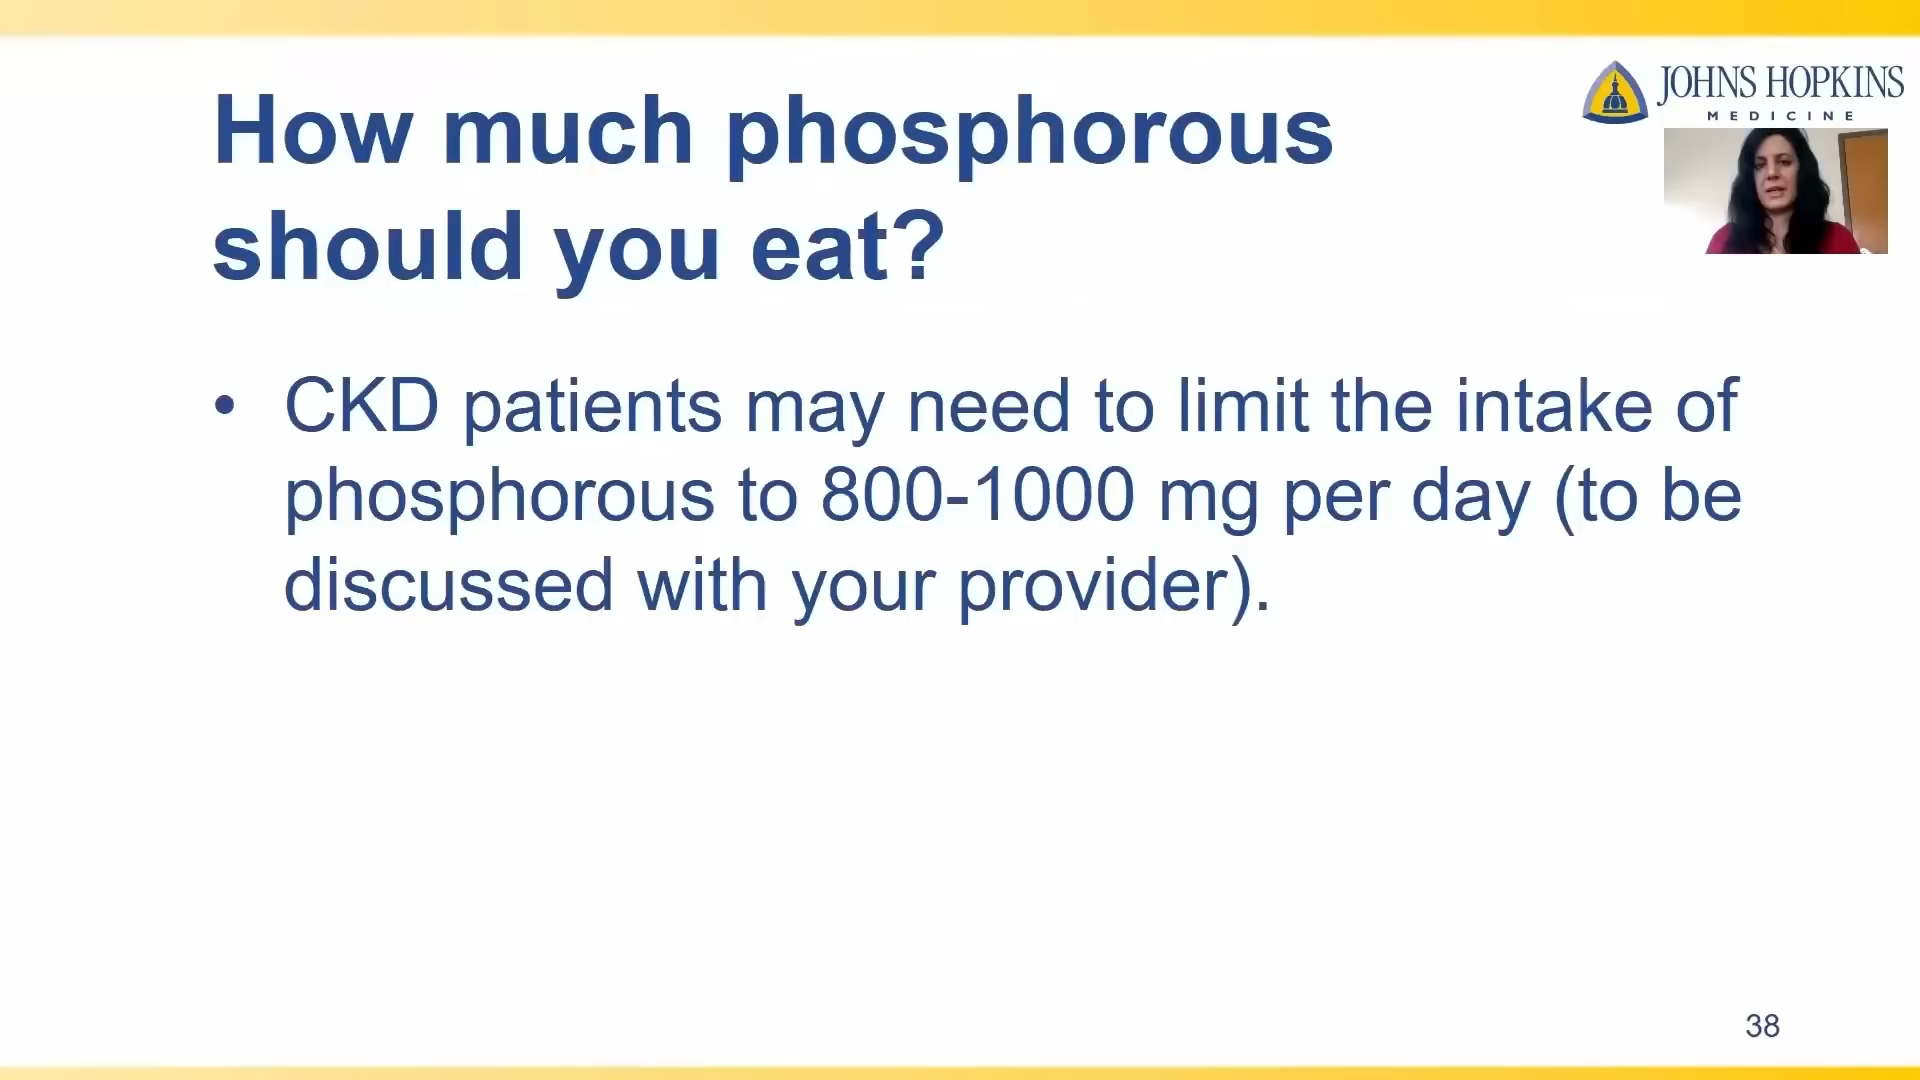 JOHNS HOPKINS
MEDICINE
How much phosphorous
should you eat?
• CKD patients may need to limit the intake of
phosphorous to 800-1000 mg per day (to be
discussed with your provider).
38